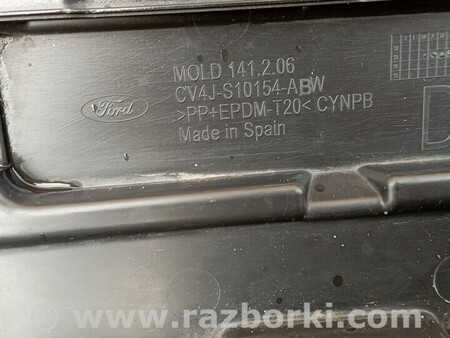 MOLD 141.2.06
CV4J-S10154-ABW
Ford
>PP+EPDM-T20< CYNPB
Made in Spain
D
www.razborki.com